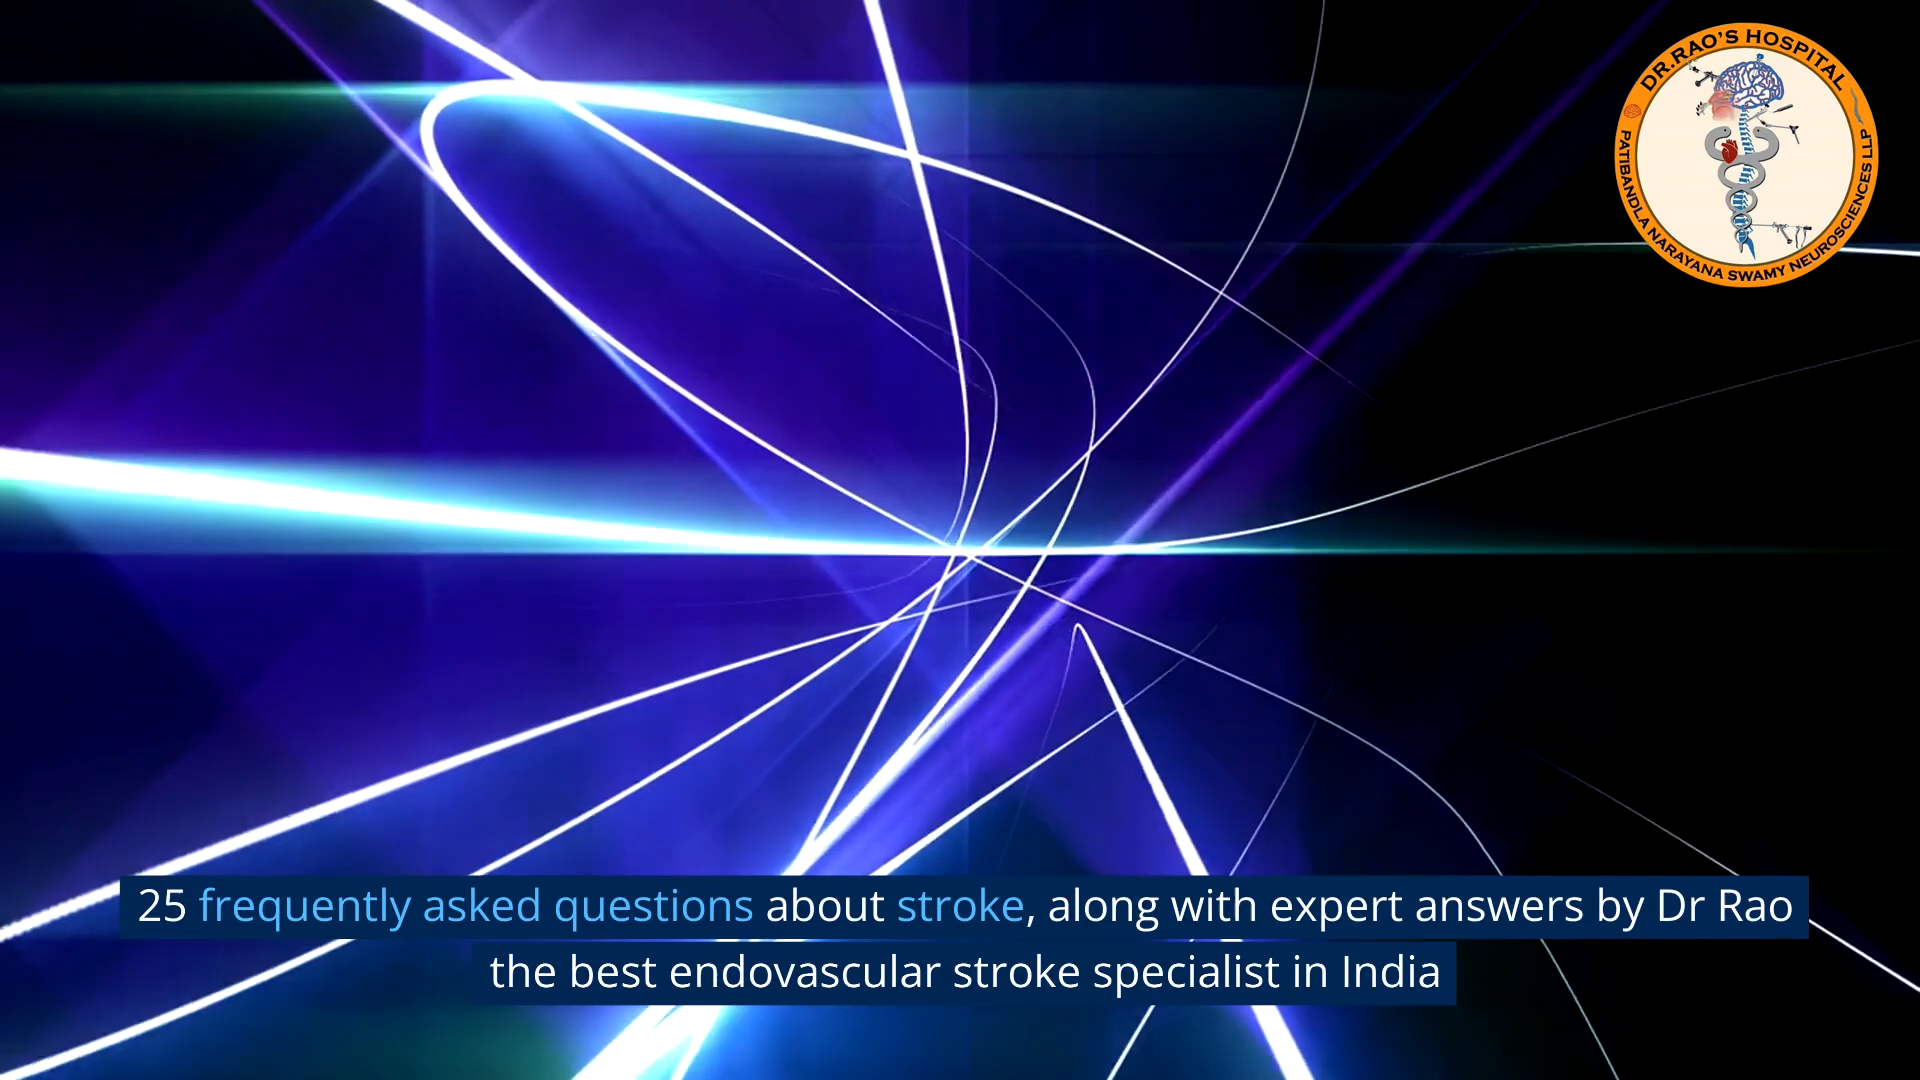 DR.RAO'S HOSPITAL
PATIBANDLA NARAYANA SWAMY NEUROSCIENCES LLP
25 frequently asked questions about stroke, along with expert answers by Dr Rao
the best endovascular stroke specialist in India